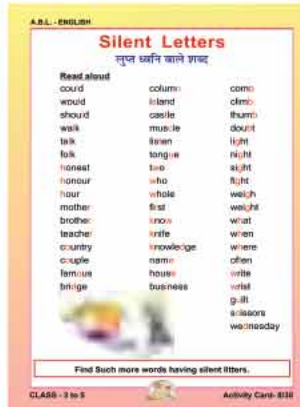 A.B.L. - ENGLISH
Silent Letters
लुप्त ध्वनि वाले शब्द
Read aloud
could
would
should
walk
talk
folk
honest
honour
hour
mother
brother
teacher
country
couple
famous
bridge
column
island
castle
muscle
listen
tongue
two
who
whole
first
know
knife
knowledge
name
house
business
comb
climb
thumb
doubt
light
night
sight
fight
weigh
weight
what
when
where
often
write
wrist
guilt
scissors
wednesday
Find Such more words having silent litters.
CLASS - 3 to 5
Activity Card- 8/30